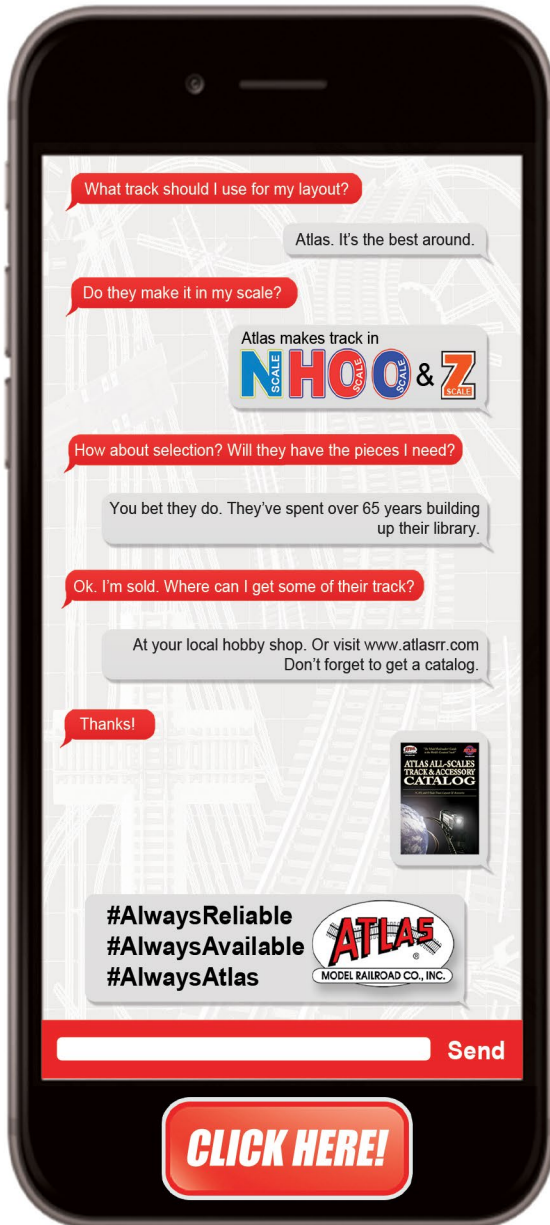 What track should I use for my layout?
Atlas. It's the best around.
Do they make it in my scale?
Atlas makes track in
N SCALE HO SCALE O SCALE & Z SCALE
How about selection? Will they have the pieces I need?
You bet they do. They've spent over 65 years building
up their library.
Ok. I'm sold. Where can I get some of their track?
At your local hobby shop. Or visit www.atlasrr.com
Don't forget to get a catalog.
Thanks!
ATLAS ALL-SCALES
TRACK & ACCESSORY
CATALOG
#AlwaysReliable
#AlwaysAvailable
#AlwaysAtlas
ATLAS®
MODEL RAILROAD CO., INC.
Send
CLICK HERE!